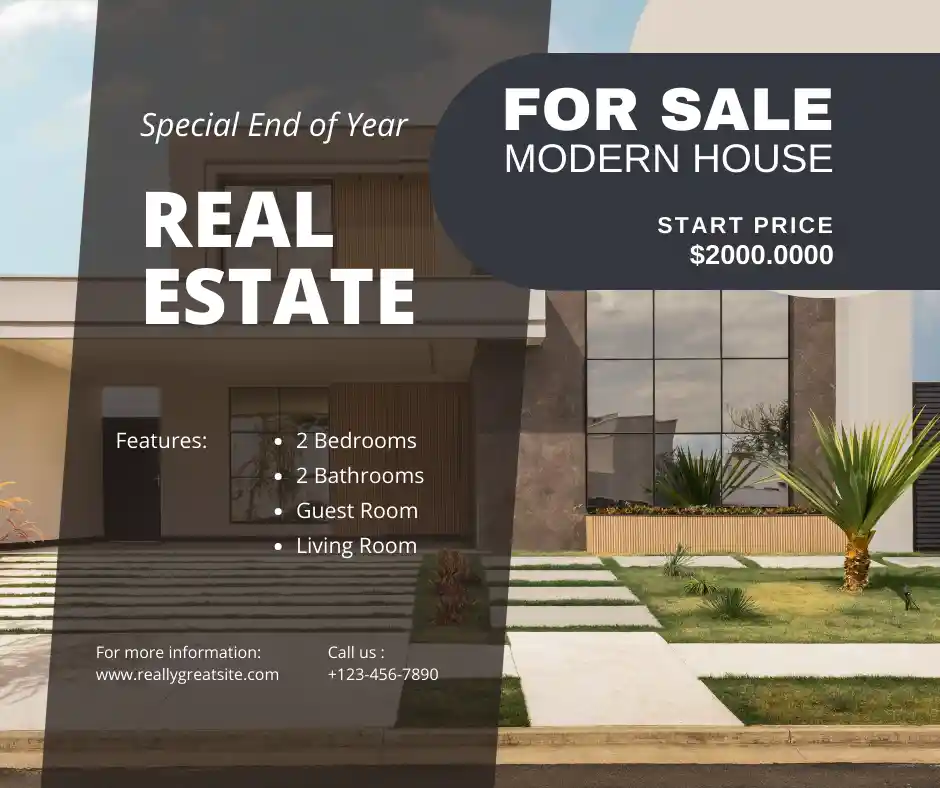 Special End of Year
REAL
ESTATE
FOR SALE
MODERN HOUSE
START PRICE
$2000.0000
Features:
• 2 Bedrooms
• 2 Bathrooms
• Guest Room
• Living Room
For more information:
www.reallygreatsite.com
Call us :
+123-456-7890